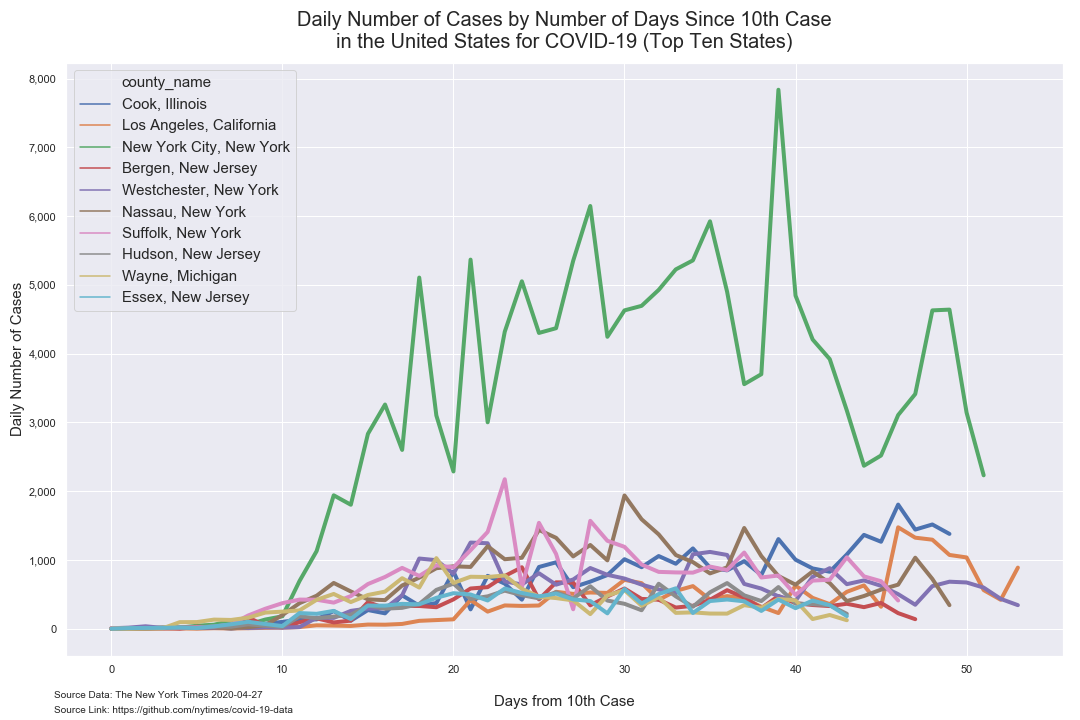 Daily Number of Cases by Number of Days Since 10th Case
in the United States for COVID-19 (Top Ten States)
8,000
7,000
6,000
5,000
4,000
3,000
2,000
1,000
0
Daily Number of Cases
county_name
Cook, Illinois
Los Angeles, California
New York City, New York
Bergen, New Jersey
Westchester, New York
Nassau, New York
Suffolk, New York
Hudson, New Jersey
Wayne, Michigan
Essex, New Jersey
0 10 20 30 40 50
Days from 10th Case
Source Data: The New York Times 2020-04-27
Source Link: https://github.com/nytimes/covid-19-data